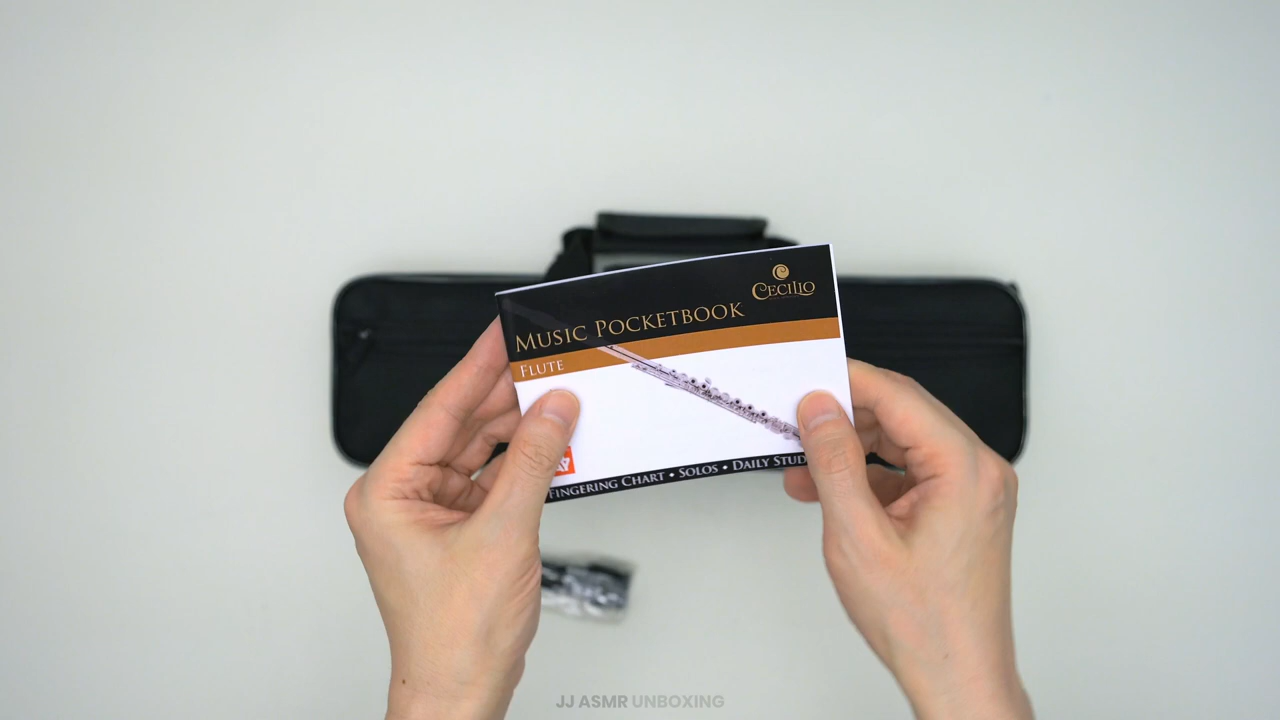 CECILIO
MUSIC POCKETBOOK
FLUTE
FINGERING CHART • SOLOS • DAILY
JJ ASMR UNBOXING